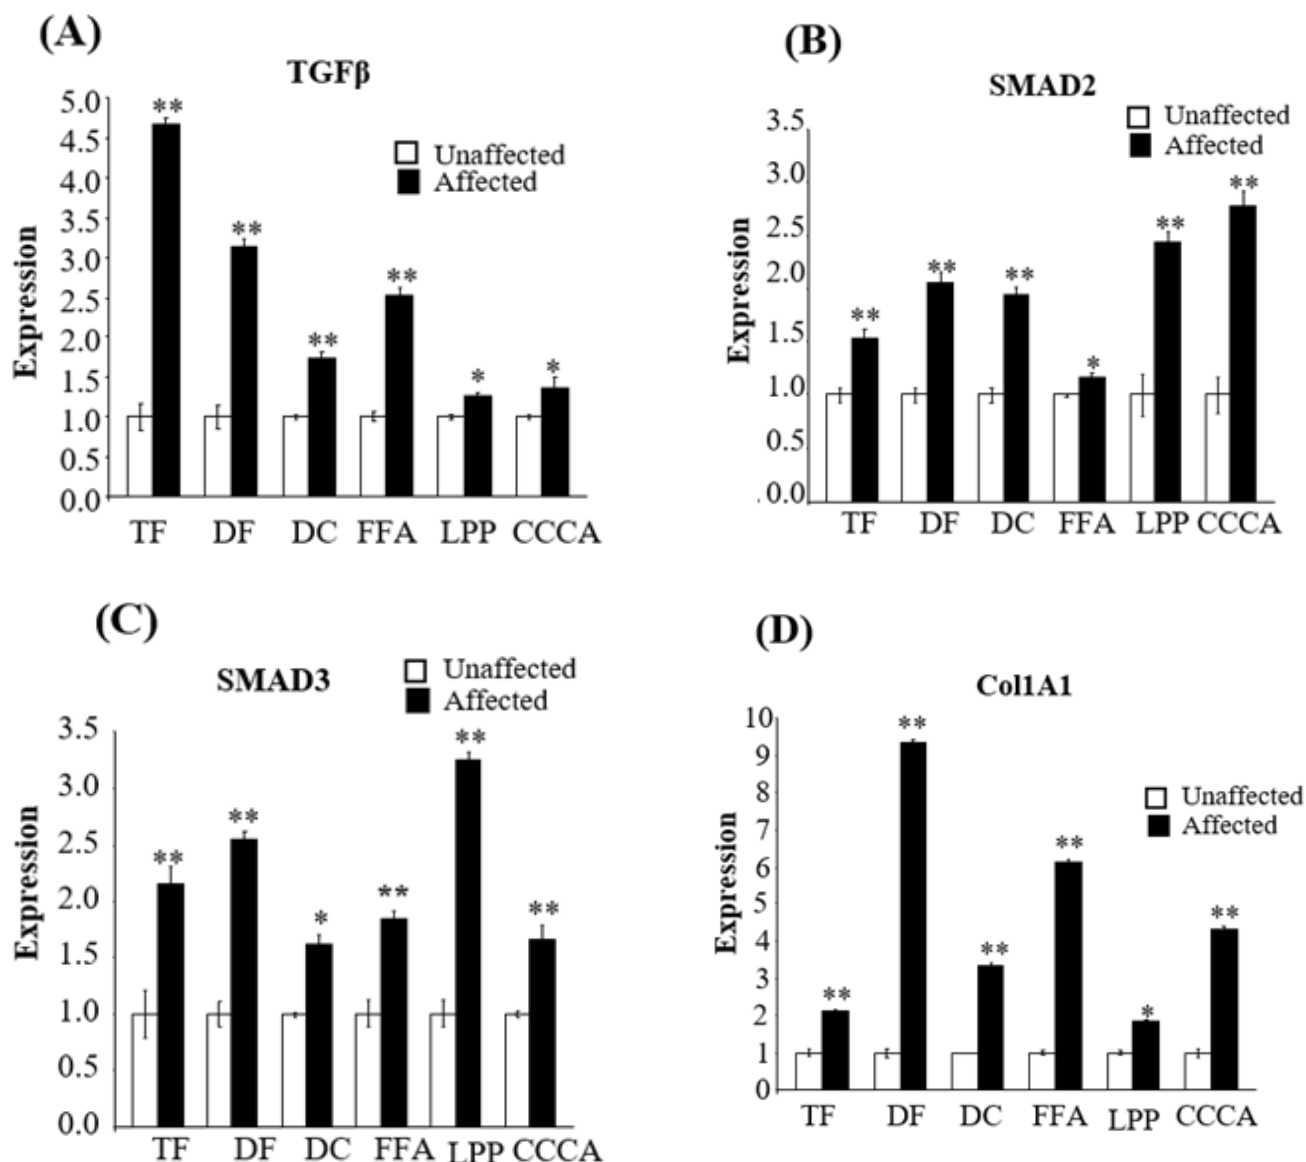 (A)
TGFβ
Unaffected
Affected
Expression
5.0
4.5
4.0
3.5
3.0
2.5
2.0
1.5
1.0
0.5
0.0
**
**
**
**
*
*
TF DF DC FFA LPP CCCA
(B)
SMAD2
Unaffected
Affected
Expression
3.5
3.0
2.5
2.0
1.5
1.0
0.5
0.0
**
**
**
*
**
**
TF DF DC FFA LPP CCCA
(C)
SMAD3
Unaffected
Affected
Expression
3.5
3.0
2.5
2.0
1.5
1.0
0.5
0.0
**
**
*
**
**
**
TF DF DC FFA LPP CCCA
(D)
Col1A1
Unaffected
Affected
Expression
10
9
8
7
6
5
4
3
2
1
0
**
**
**
**
*
**
TF DF DC FFA LPP CCCA